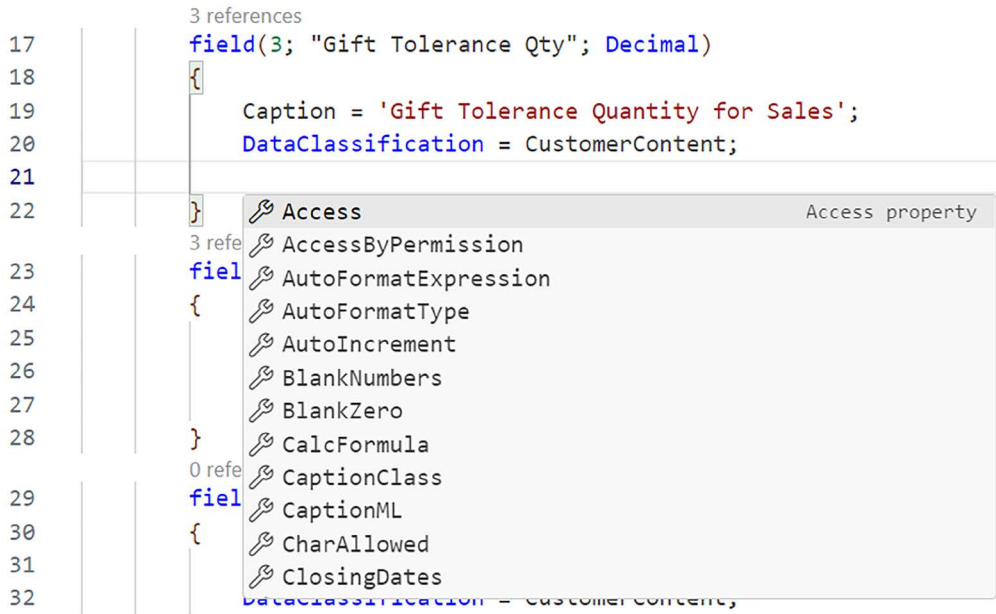 3 references
17 field(3; "Gift Tolerance Qty"; Decimal)
18 {
19 Caption = 'Gift Tolerance Quantity for Sales';
20 DataClassification = CustomerContent;
21
22 }
Access Access property
3 refe
AccessByPermission
23 fiel
AutoFormatExpression
24 {
AutoFormatType
25
AutoIncrement
26
BlankNumbers
27
BlankZero
28 }
CalcFormula
0 refe
CaptionClass
29 fiel
CaptionML
30 {
CharAllowed
31
ClosingDates
32 DataClassification = CustomerContent;